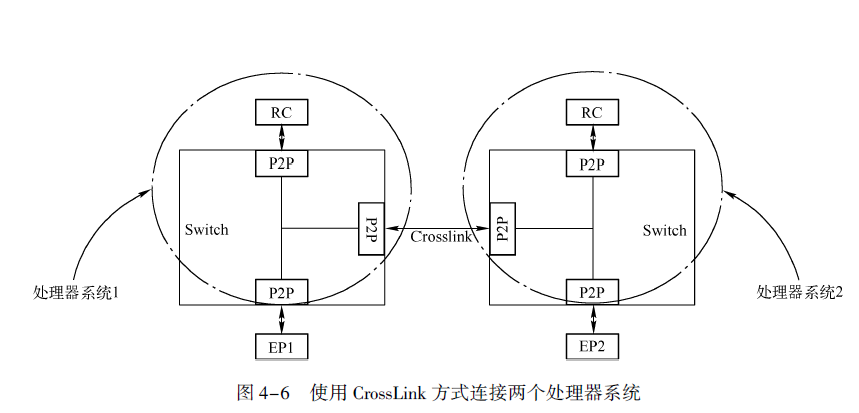 RC
RC
P2P
P2P
P2P
P2P
Switch
Switch
Crosslink
P2P
P2P
处理器系统1
处理器系统2
EP1
EP2
图 4-6 使用 CrossLink 方式连接两个处理器系统